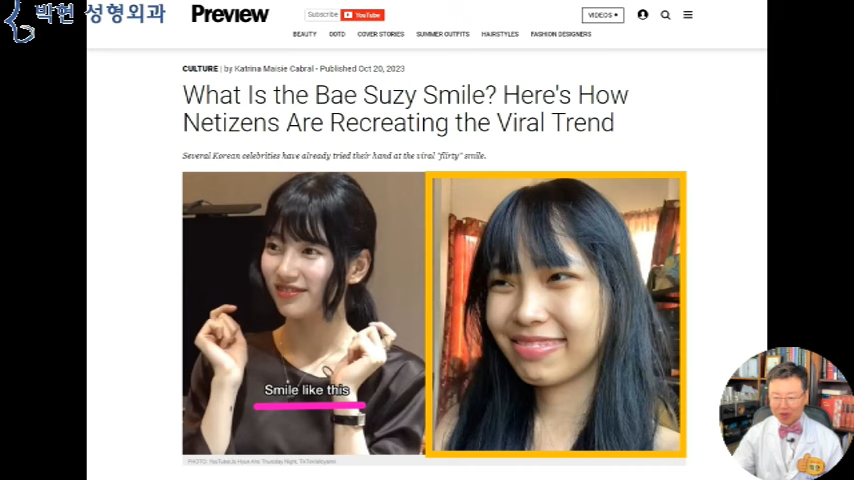 박현 성형외과
Preview
Subscribe YouTube
VIDEOS
BEAUTY OOTD COVER STORIES SUMMER OUTFITS HAIRSTYLES FASHION DESIGNERS
CULTURE | by Katrina Maisie Cabral - Published Oct 20, 2023
What Is the Bae Suzy Smile? Here's How
Netizens Are Recreating the Viral Trend
Several Korean celebrities have already tried their hand at the viral "flirty" smile.
Smile like this